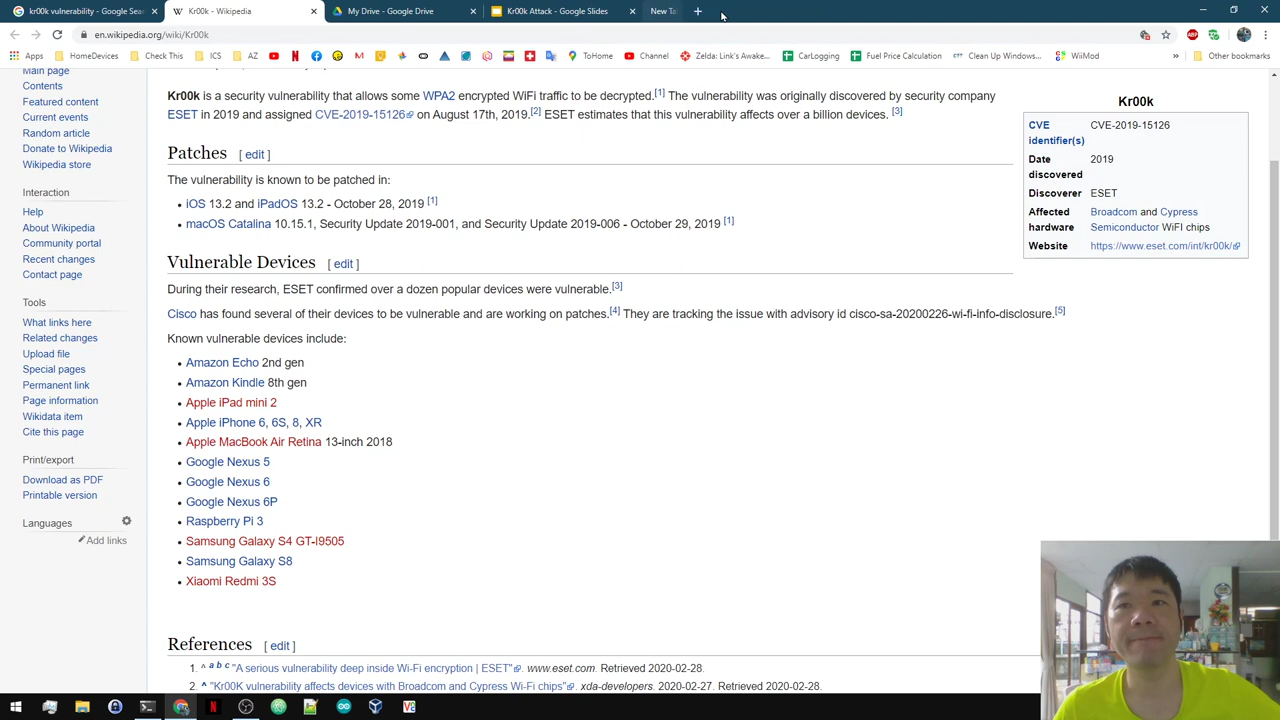 kr00k vulnerability - Google Sea
Kr00k - Wikipedia
My Drive - Google Drive
Kr00k Attack - Google Slides
New Ta
en.wikipedia.org/wiki/Kr00k
Apps
HomeDevices
Check This
ICS
AZ
ToHome
Channel
Zelda: Link's Awake...
CarLogging
Fuel Price Calculation
Clean Up Windows...
WiiMod
Other bookmarks
Main page
Contents
Featured content
Current events
Random article
Donate to Wikipedia
Wikipedia store
Interaction
Help
About Wikipedia
Community portal
Recent changes
Contact page
Tools
What links here
Related changes
Upload file
Special pages
Permanent link
Page information
Wikidata item
Cite this page
Print/export
Download as PDF
Printable version
Languages
Add links
Kr00k is a security vulnerability that allows some WPA2 encrypted WiFi traffic to be decrypted.[1] The vulnerability was originally discovered by security company
ESET in 2019 and assigned CVE-2019-15126 on August 17th, 2019.[2] ESET estimates that this vulnerability affects over a billion devices. [3]
Patches [ edit ]
The vulnerability is known to be patched in:
• iOS 13.2 and iPadOS 13.2 - October 28, 2019 [1]
• macOS Catalina 10.15.1, Security Update 2019-001, and Security Update 2019-006 - October 29, 2019 [1]
Vulnerable Devices [ edit ]
During their research, ESET confirmed over a dozen popular devices were vulnerable.[3]
Cisco has found several of their devices to be vulnerable and are working on patches.[4] They are tracking the issue with advisory id cisco-sa-20200226-wi-fi-info-disclosure.[5]
Known vulnerable devices include:
• Amazon Echo 2nd gen
• Amazon Kindle 8th gen
• Apple iPad mini 2
• Apple iPhone 6, 6S, 8, XR
• Apple MacBook Air Retina 13-inch 2018
• Google Nexus 5
• Google Nexus 6
• Google Nexus 6P
• Raspberry Pi 3
• Samsung Galaxy S4 GT-I9505
• Samsung Galaxy S8
• Xiaomi Redmi 3S
References [ edit ]
1. ^ a b c "A serious vulnerability deep inside Wi-Fi encryption | ESET". www.eset.com. Retrieved 2020-02-28.
2. ^ "Kr00K vulnerability affects devices with Broadcom and Cypress Wi-Fi chips". xda-developers. 2020-02-27. Retrieved 2020-02-28.
Kr00k
CVE identifier(s) CVE-2019-15126
Date discovered 2019
Discoverer ESET
Affected hardware Broadcom and Cypress Semiconductor WiFI chips
Website https://www.eset.com/int/kr00k/